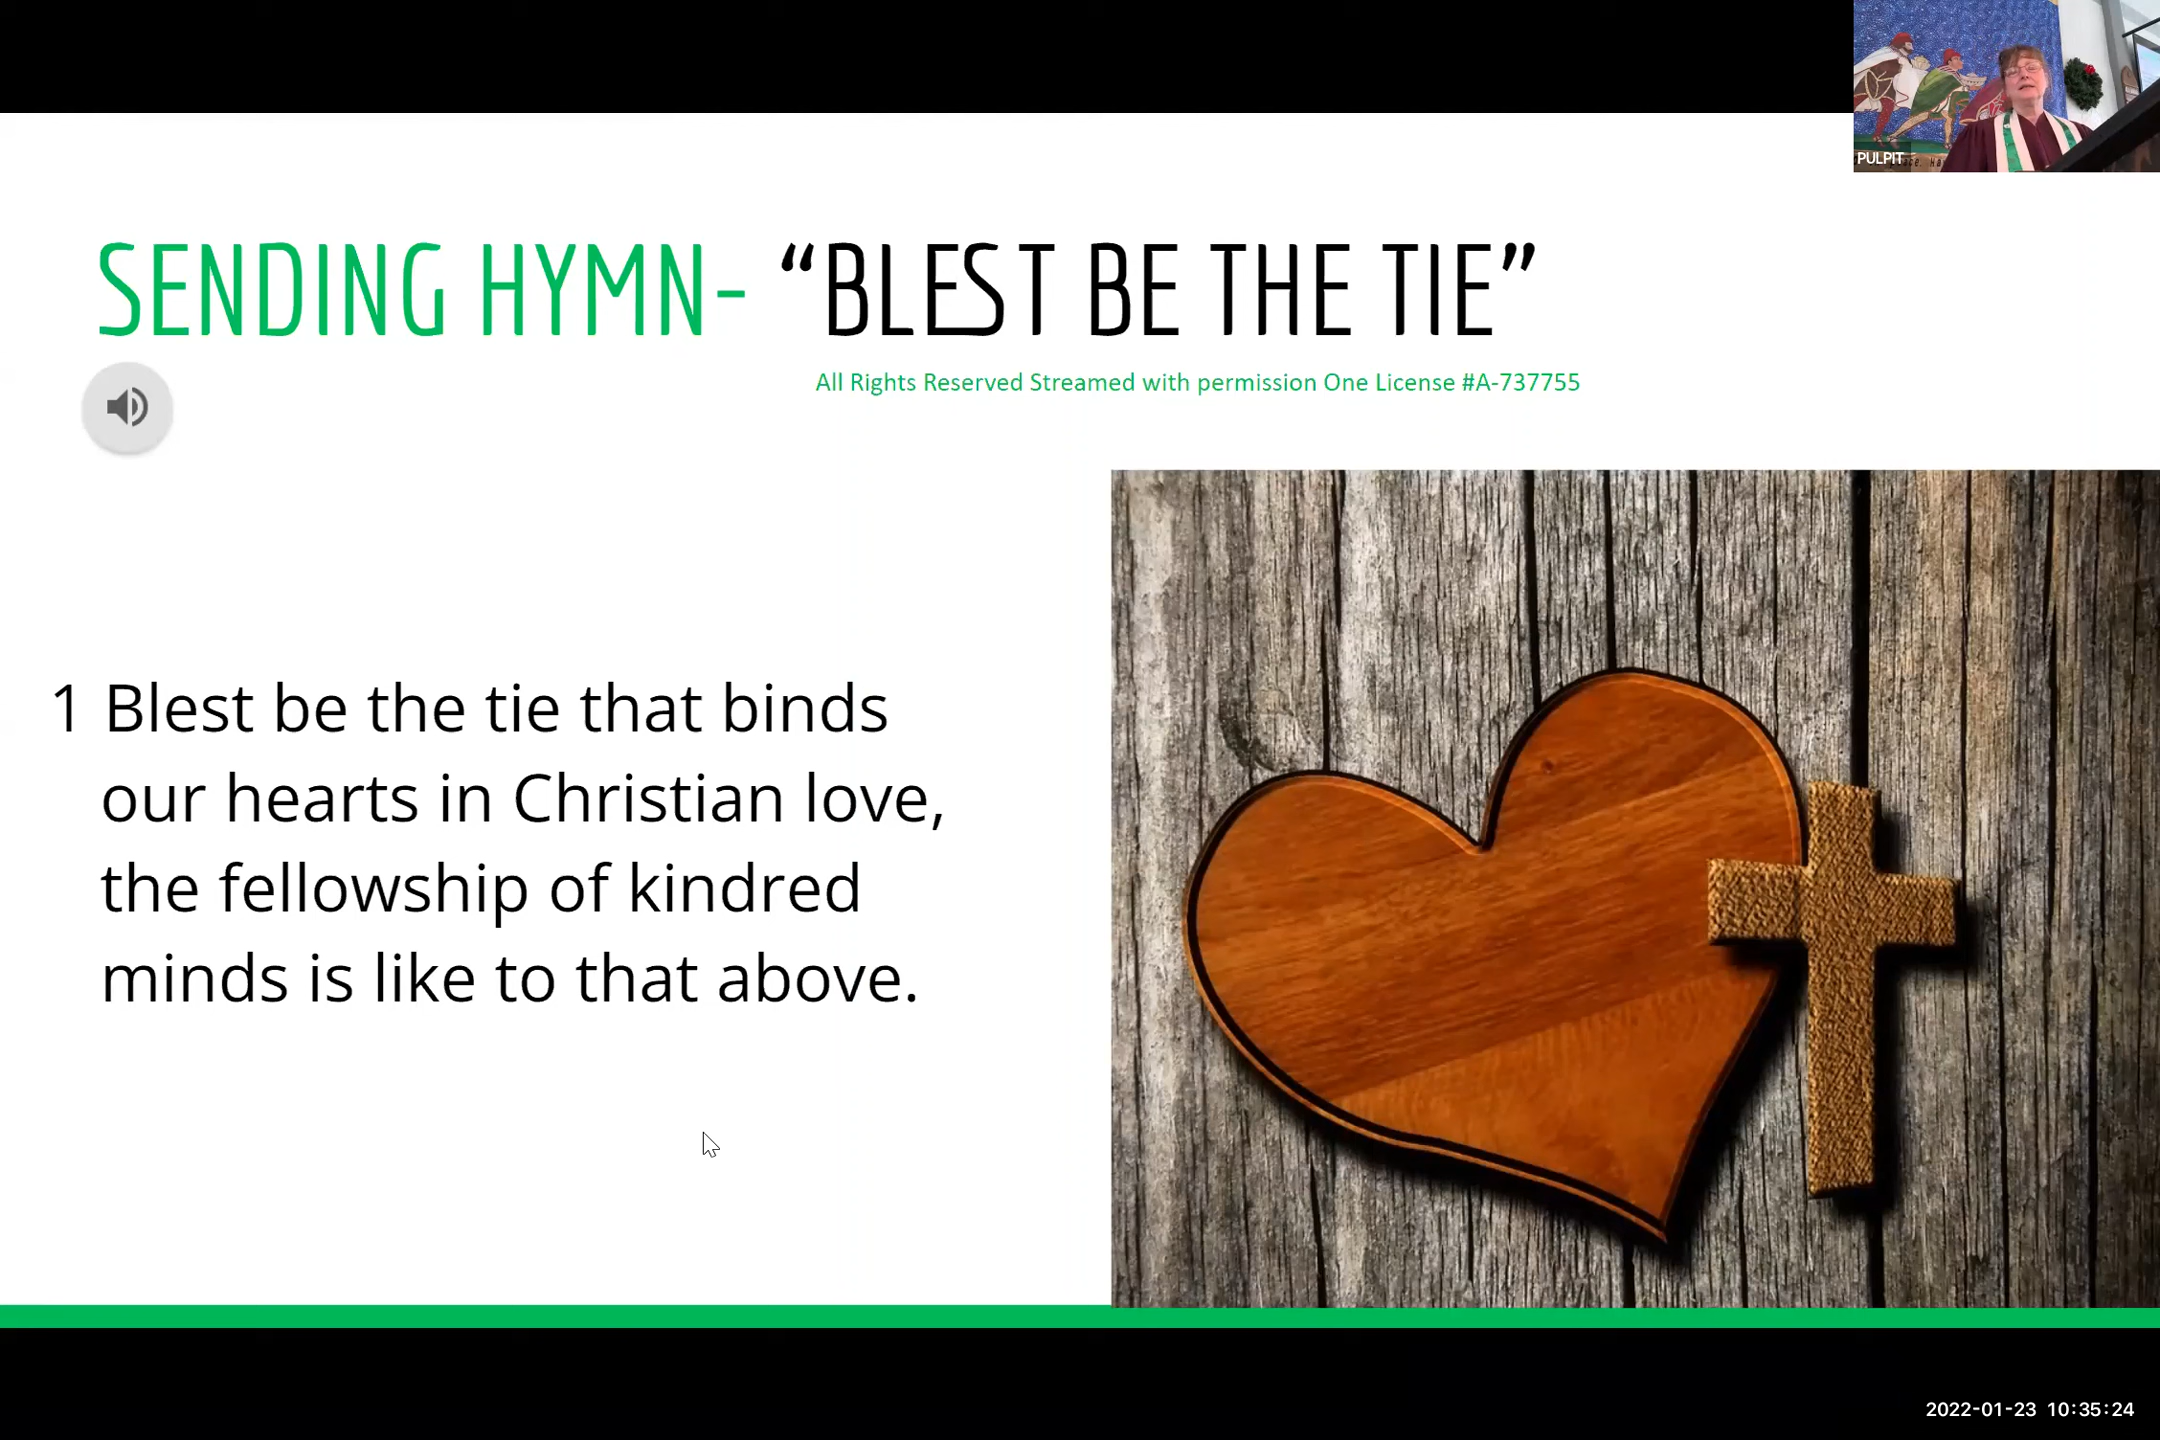 PULPIT
SENDING HYMN- “BLEST BE THE TIE”
All Rights Reserved Streamed with permission One License #A-737755
1 Blest be the tie that binds
our hearts in Christian love,
the fellowship of kindred
minds is like to that above.
2022-01-23 10:35:24